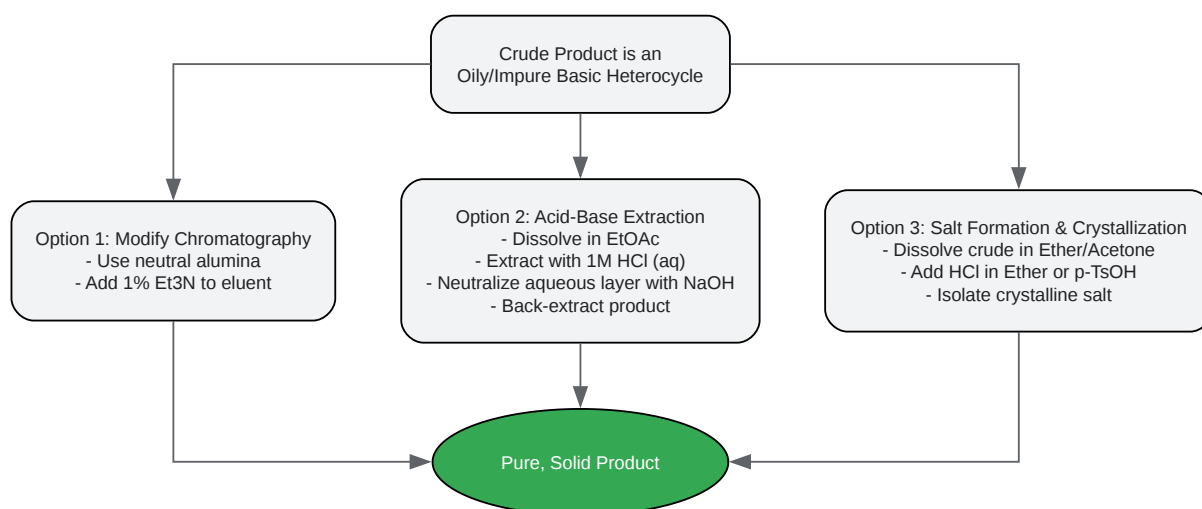 Crude Product is an
Oily/Impure Basic Heterocycle
Option 1: Modify Chromatography
- Use neutral alumina
- Add 1% Et3N to eluent
Option 2: Acid-Base Extraction
- Dissolve in EtOAc
- Extract with 1M HCl (aq)
- Neutralize aqueous layer with NaOH
- Back-extract product
Option 3: Salt Formation & Crystallization
- Dissolve crude in Ether/Acetone
- Add HCl in Ether or p-TsOH
- Isolate crystalline salt
Pure, Solid Product